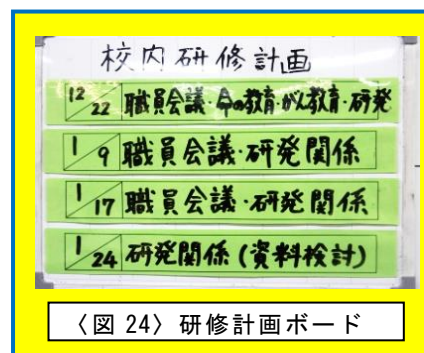 校内研修計画
12/22 職員会議・命の教育・がん教育・研発
1/9 職員会議・研発関係
1/17 職員会議・研発関係
1/24 研発関係(資料検討)
〈図 24〉研修計画ボード